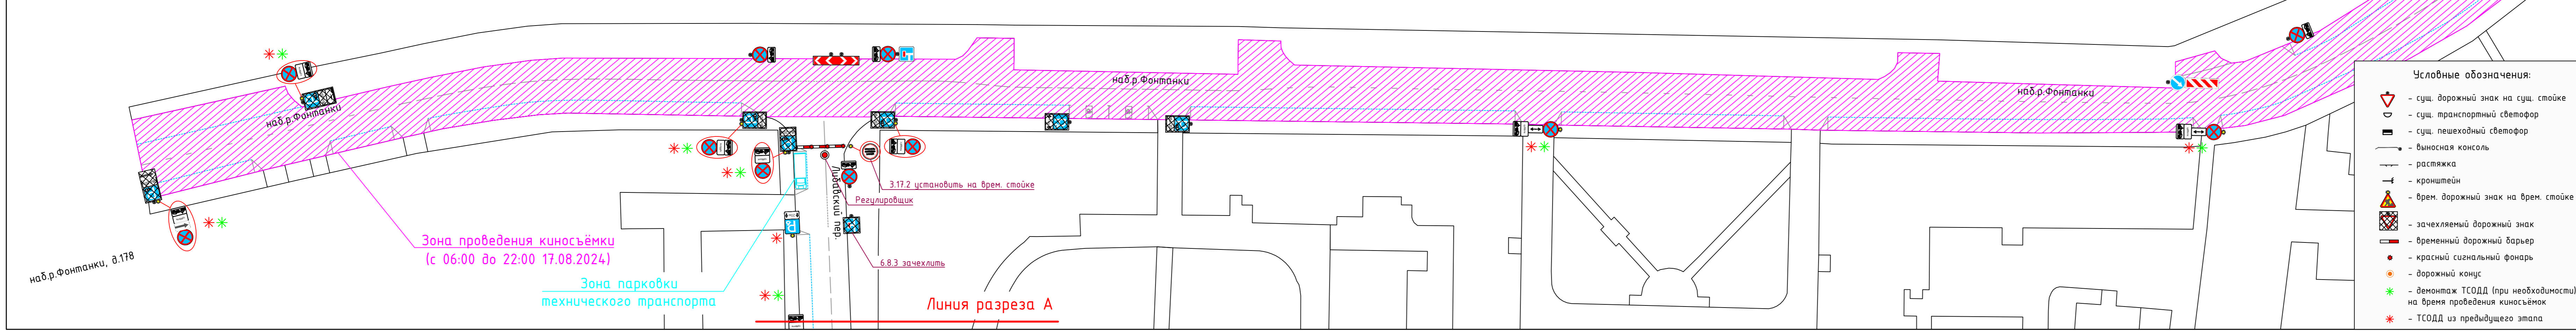 наб.р.Фонтанки
наб.р.Фонтанки
наб.р.Фонтанки
3.17.2 установить на врем. стойке
Регулировщик
Либавский пер.
6.8.3 зачехлить
Зона проведения киносъёмки
(с 06:00 до 22:00 17.08.2024)
наб.р.Фонтанки, д.178
Зона парковки
технического транспорта
Линия разреза А
Условные обозначения:
- сущ. дорожный знак на сущ. стойке
- сущ. транспортный светофор
- сущ. пешеходный светофор
- выносная консоль
- растяжка
- кронштейн
- врем. дорожный знак на врем. стойке
- зачехляемый дорожный знак
- временный дорожный барьер
- красный сигнальный фонарь
- дорожный конус
- демонтаж ТСОДД (при необходимости)
на время проведения киносъёмок
- ТСОДД из предыдущего этапа